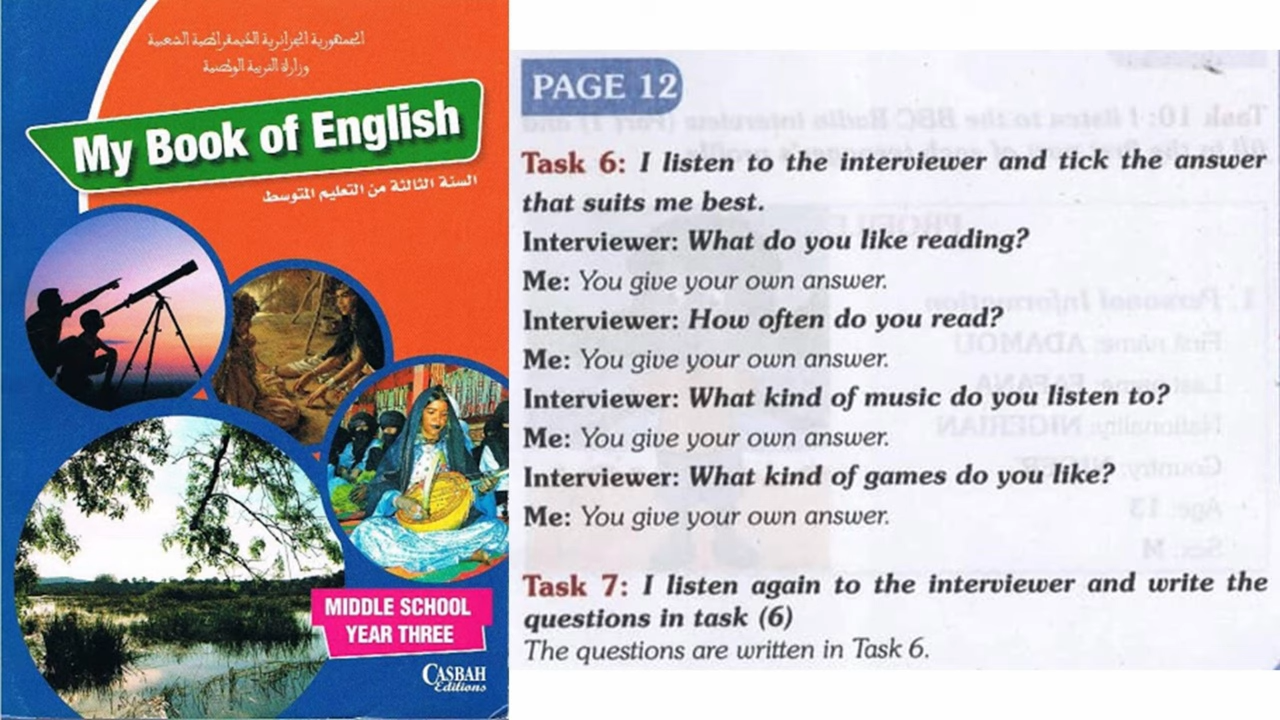 الجمهورية الجزائرية الديمقراطية الشعبية
وزارة التربية الوطنية
My Book of English
السنة الثالثة من التعليم المتوسط
MIDDLE SCHOOL
YEAR THREE
CASBAH
Editions
PAGE 12
Task 6: I listen to the interviewer and tick the answer
that suits me best.
Interviewer: What do you like reading?
Me: You give your own answer.
Interviewer: How often do you read?
Me: You give your own answer.
Interviewer: What kind of music do you listen to?
Me: You give your own answer.
Interviewer: What kind of games do you like?
Me: You give your own answer.
Task 7: I listen again to the interviewer and write the
questions in task (6)
The questions are written in Task 6.